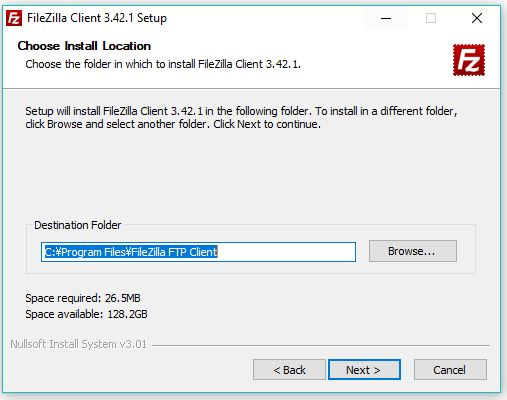 FileZilla Client 3.42.1 Setup
Choose Install Location
Choose the folder in which to install FileZilla Client 3.42.1.
Fz
Setup will install FileZilla Client 3.42.1 in the following folder. To install in a different folder,
click Browse and select another folder. Click Next to continue.
Destination Folder
C:¥Program Files¥FileZilla FTP Client
Browse...
Space required: 26.5MB
Space available: 128.2GB
Nullsoft Install System v3.01
< Back
Next >
Cancel